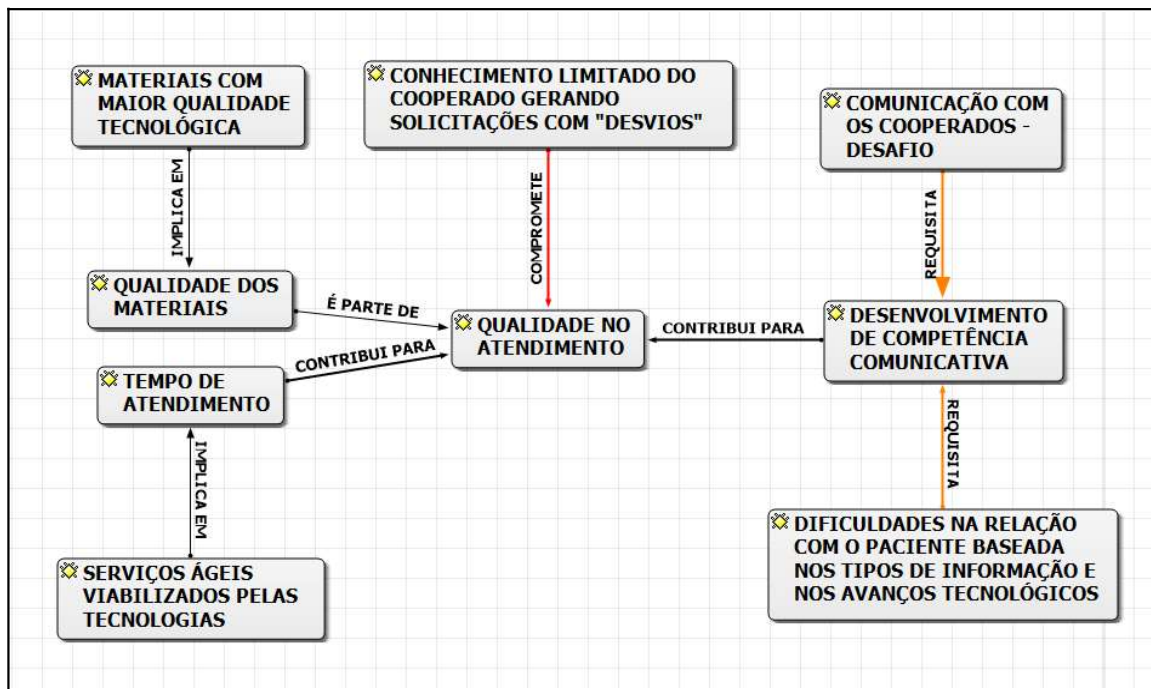 MATERIAIS COM
MAIOR QUALIDADE
TECNOLÓGICA
CONHECIMENTO LIMITADO DO
COOPERADO GERANDO
SOLICITAÇÕES COM "DESVIOS"
COMUNICAÇÃO COM
OS COOPERADOS -
DESAFIO
IMPLICA EM
COMPROMETE
REQUISITA
QUALIDADE DOS
MATERIAIS
É PARTE DE
QUALIDADE NO
ATENDIMENTO
CONTRIBUI PARA
DESENVOLVIMENTO
DE COMPETÊNCIA
COMUNICATIVA
CONTRIBUI PARA
TEMPO DE
ATENDIMENTO
IMPLICA EM
REQUISITA
SERVIÇOS ÁGEIS
VIABILIZADOS PELAS
TECNOLOGIAS
DIFICULDADES NA RELAÇÃO
COM O PACIENTE BASEADA
NOS TIPOS DE INFORMAÇÃO E
NOS AVANÇOS TECNOLÓGICOS